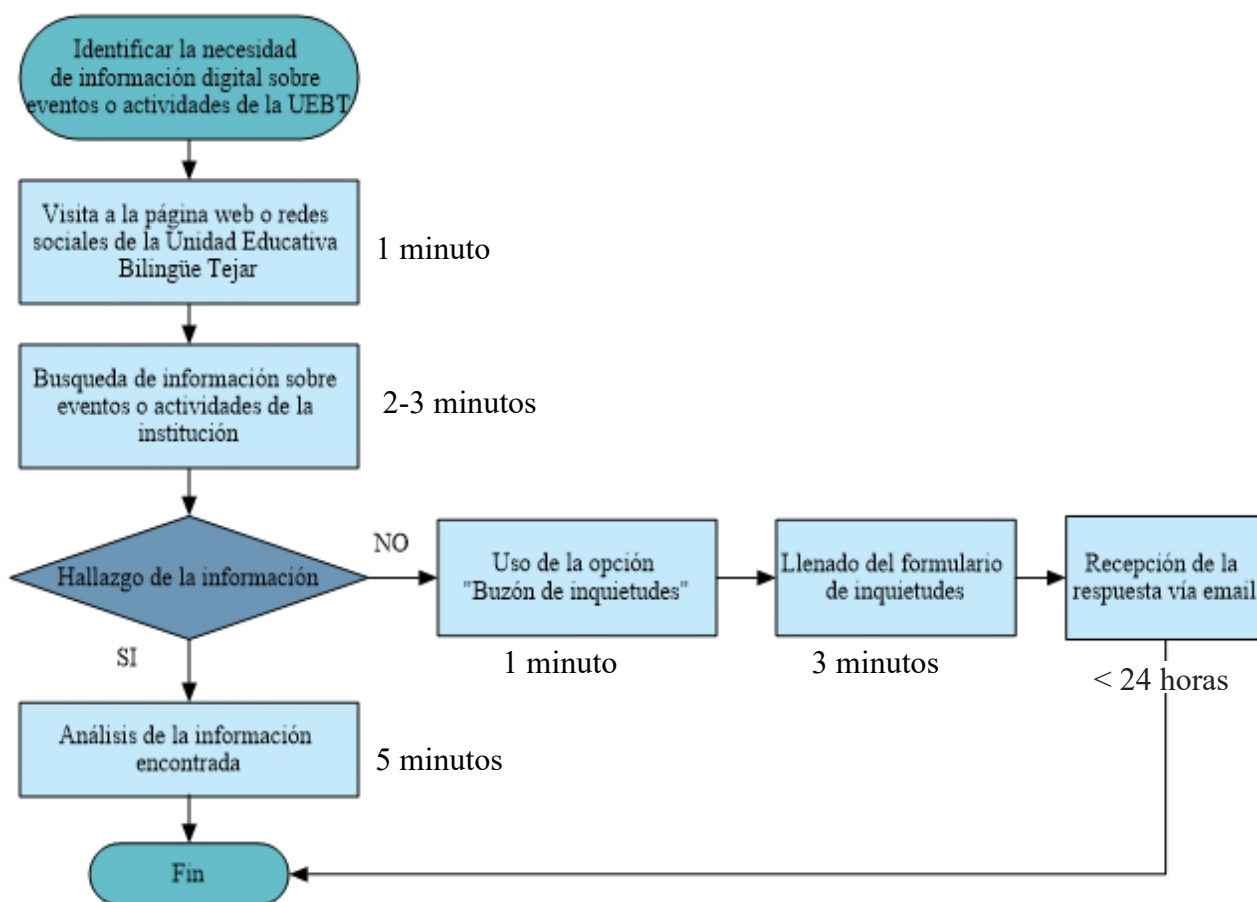 Identificar la necesidad
de información digital sobre
eventos o actividades de la UEBT
Visita a la página web o redes
sociales de la Unidad Educativa
Bilingüe Tejar
1 minuto
Busqueda de información sobre
eventos o actividades de la
institución
2-3 minutos
Hallazgo de la información
NO
Uso de la opción
"Buzón de inquietudes"
1 minuto
Llenado del formulario
de inquietudes
3 minutos
Recepción de la
respuesta vía email
< 24 horas
SI
Análisis de la información
encontrada
5 minutos
Fin